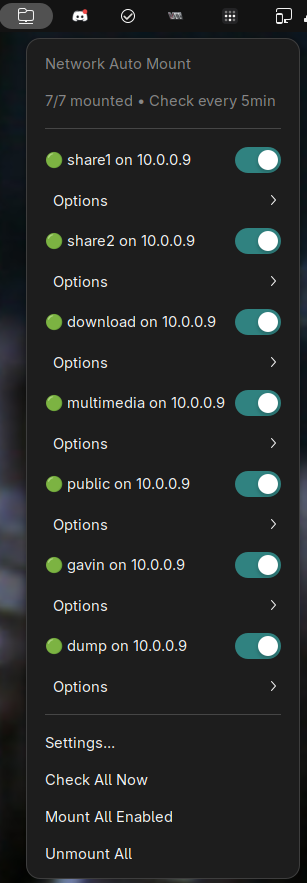 Network Auto Mount
7/7 mounted • Check every 5min
share1 on 10.0.0.9
Options
share2 on 10.0.0.9
Options
download on 10.0.0.9
Options
multimedia on 10.0.0.9
Options
public on 10.0.0.9
Options
gavin on 10.0.0.9
Options
dump on 10.0.0.9
Options
Settings...
Check All Now
Mount All Enabled
Unmount All